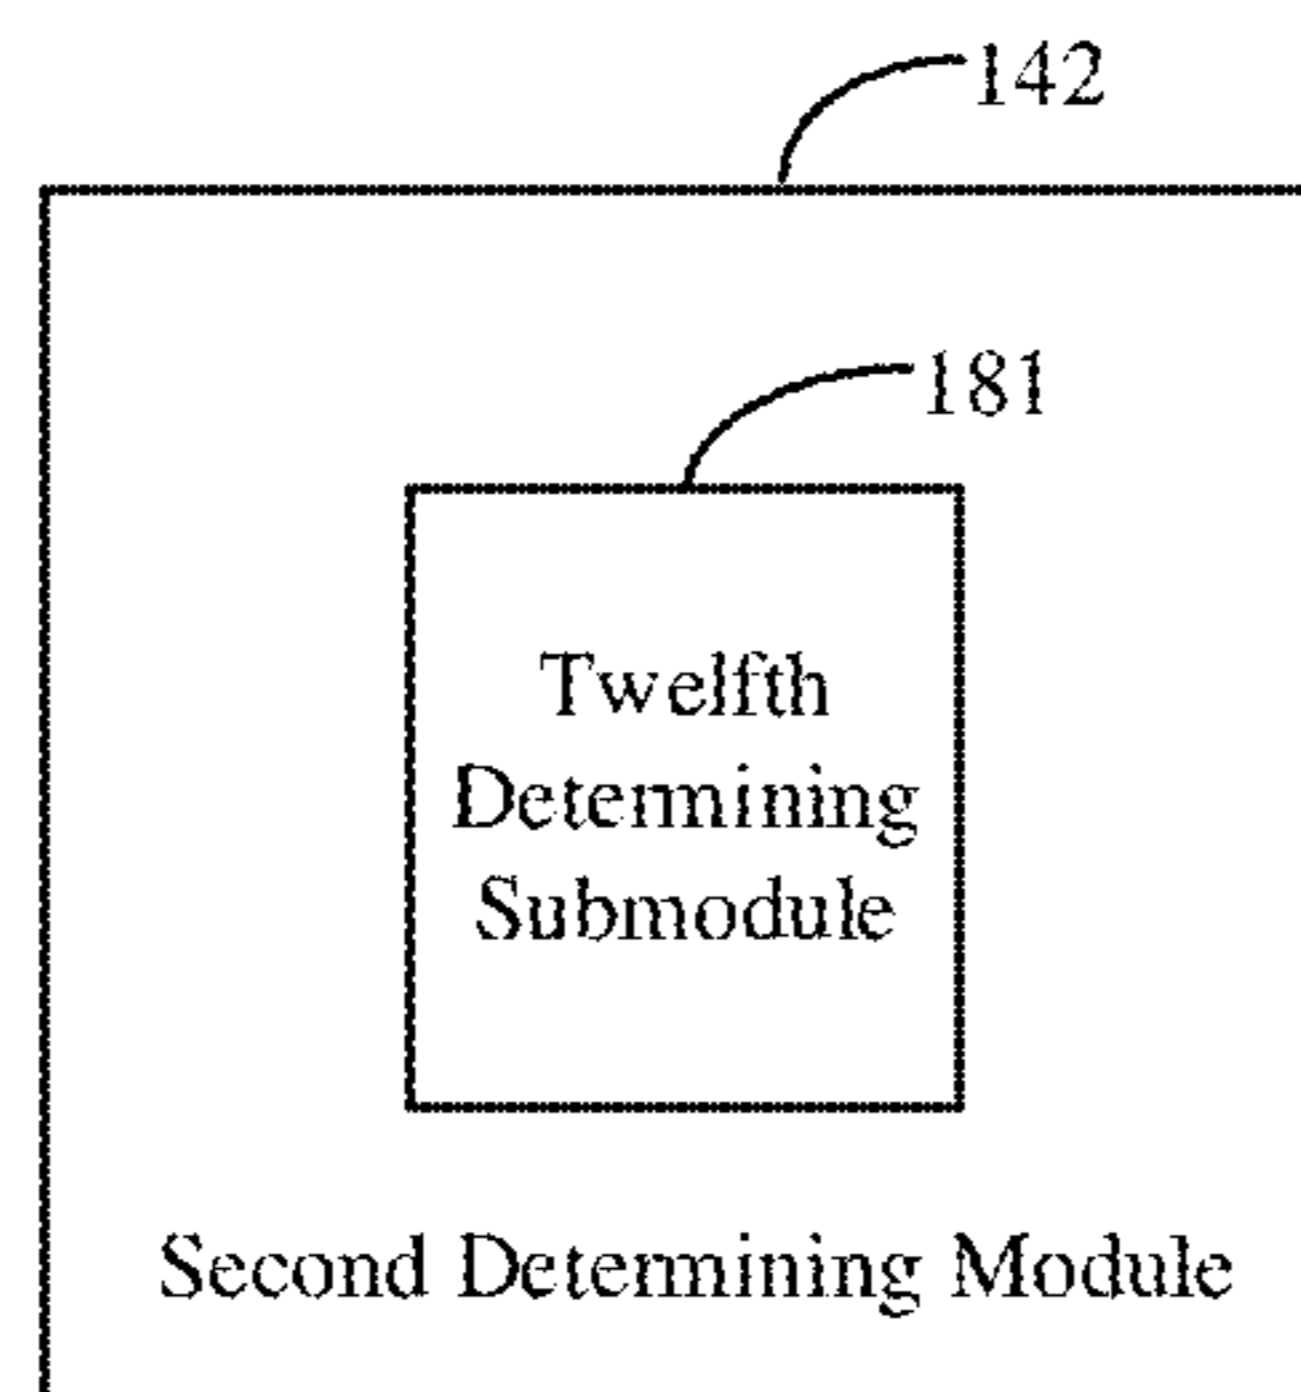 142
181
Twelfth
Determining
Submodule
Second Determining Module